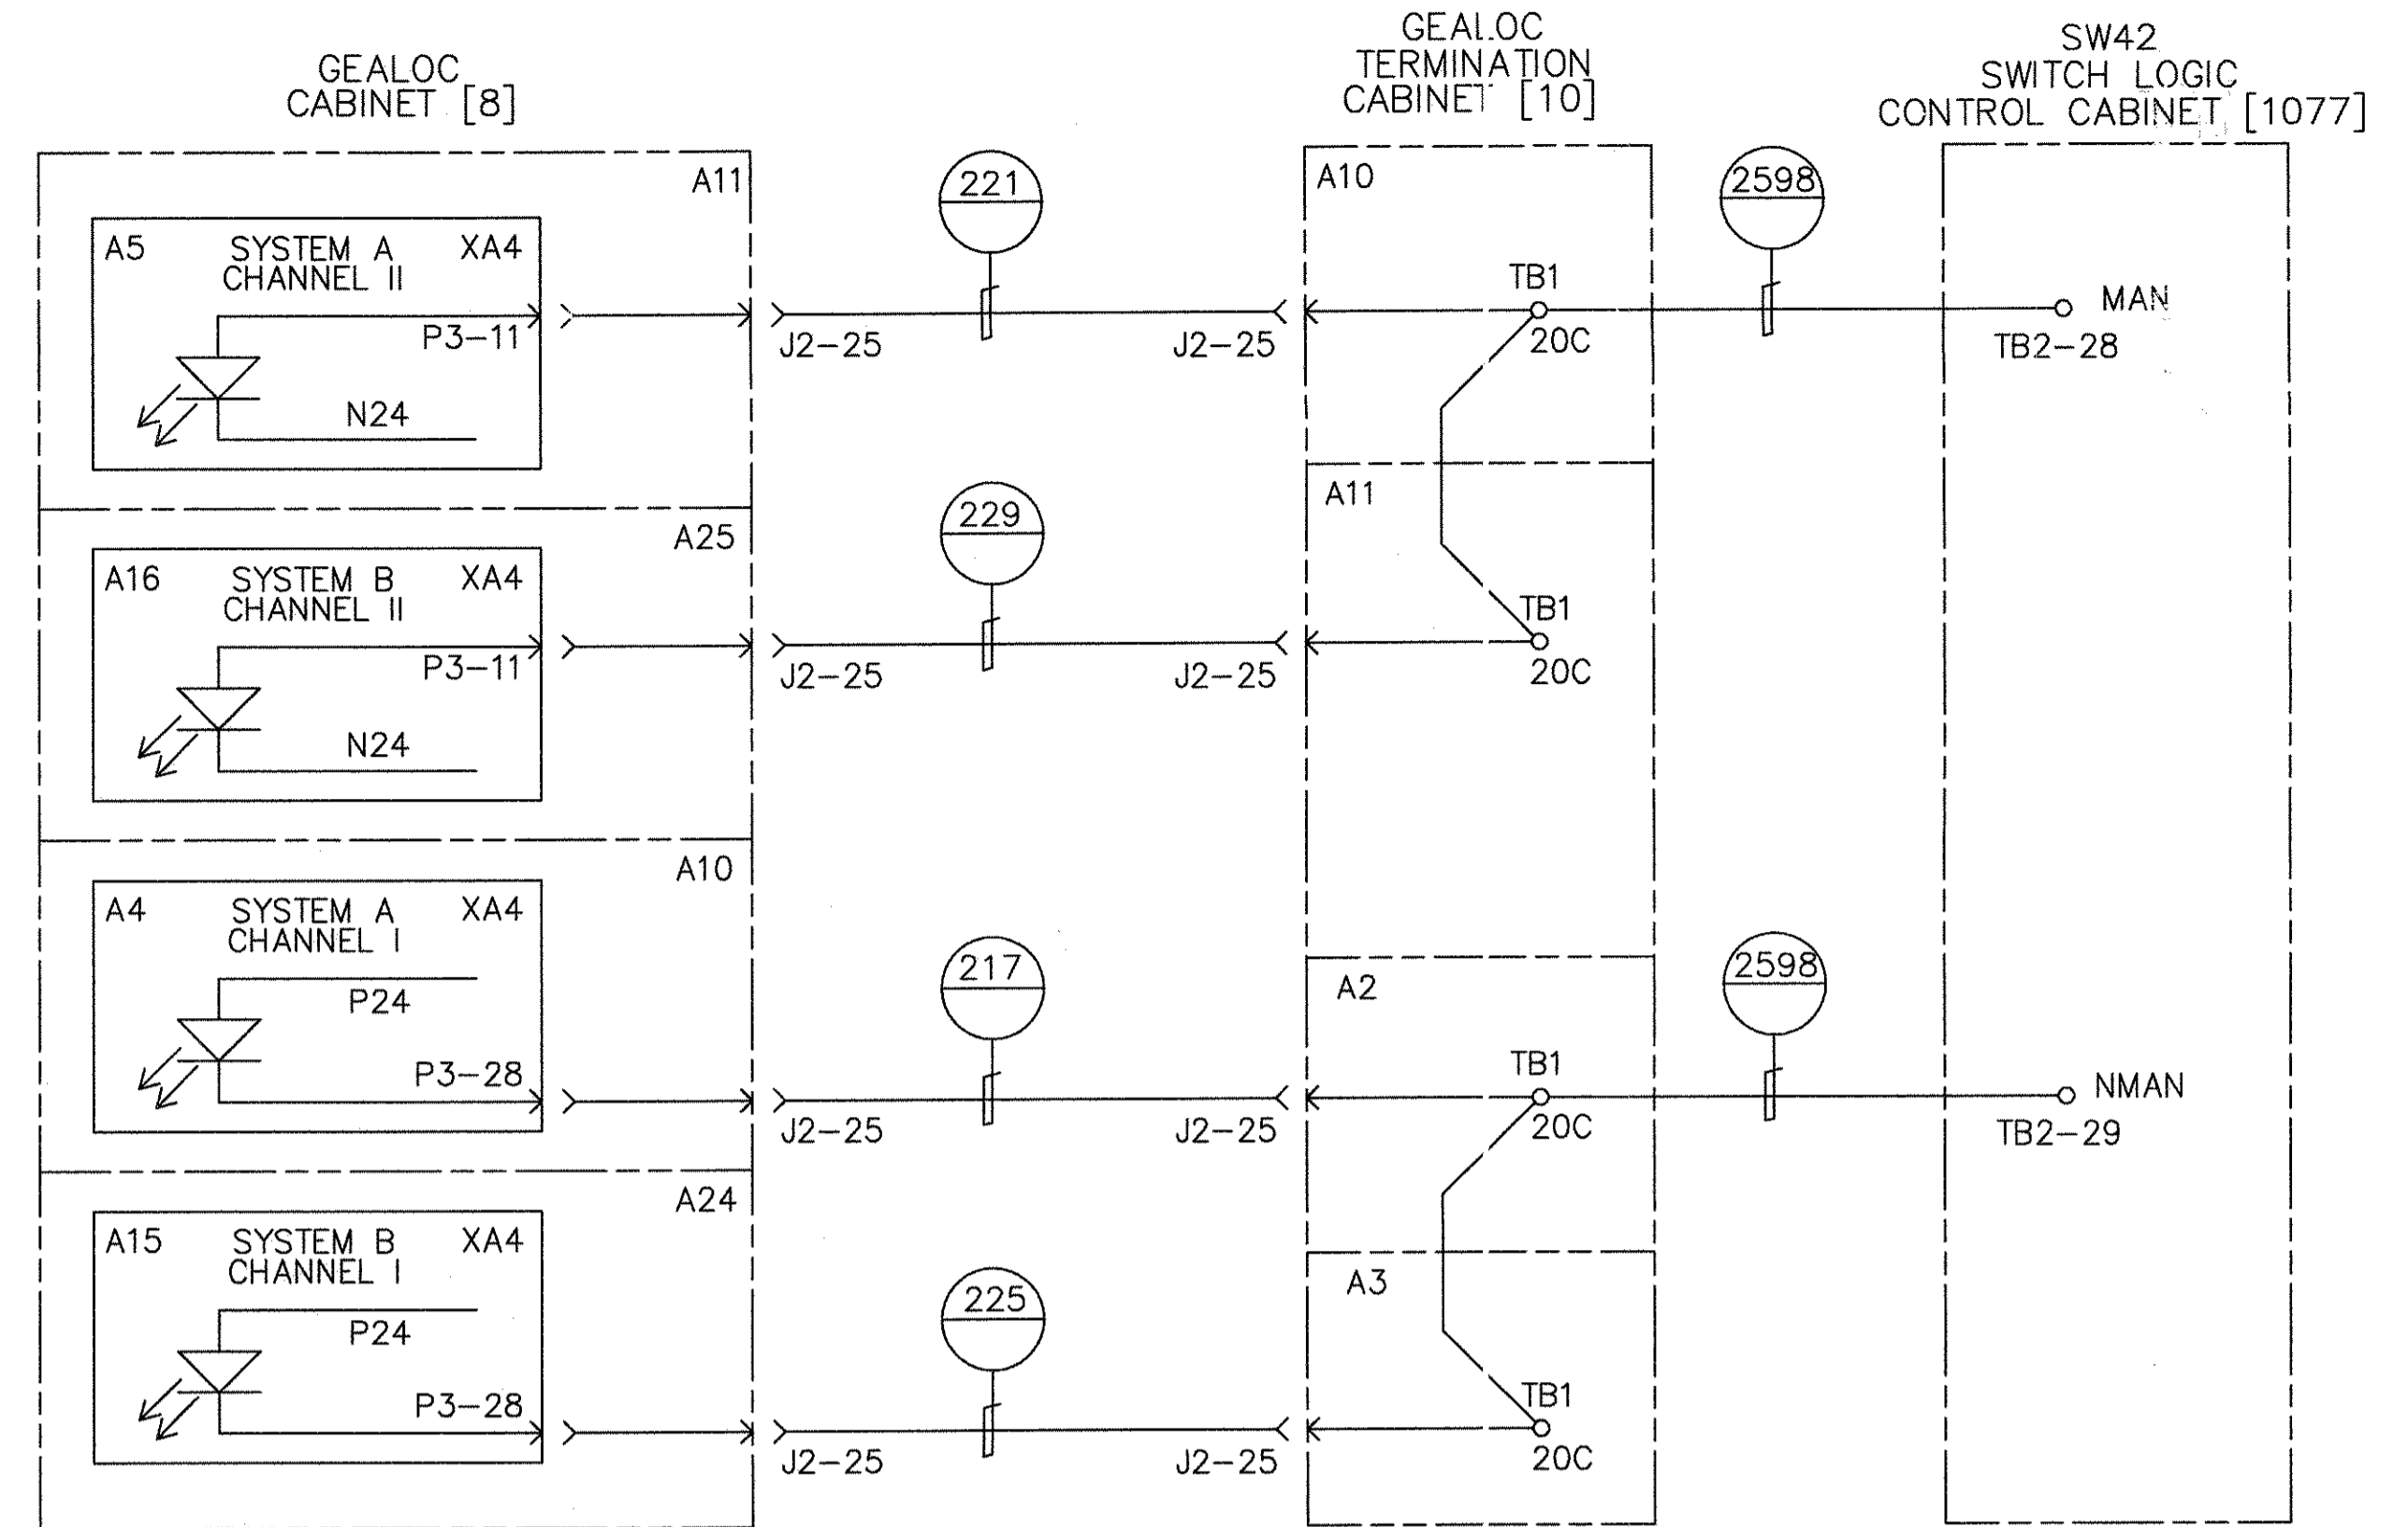 GEALOC
CABINET [8]
GEALOC
TERMINATION
CABINET [10]
SW42
SWITCH LOGIC
CONTROL CABINET [1077]
A11
221
A10
2598
A5
SYSTEM A
CHANNEL II
XA4
P3-11
N24
J2-25
J2-25
TB1
20C
MAN
TB2-28
A25
229
A11
A16
SYSTEM B
CHANNEL II
XA4
P3-11
N24
J2-25
J2-25
TB1
20C
A10
217
A2
2598
A4
SYSTEM A
CHANNEL I
XA4
P24
P3-28
J2-25
J2-25
TB1
20C
NMAN
TB2-29
A24
225
A3
A15
SYSTEM B
CHANNEL I
XA4
P24
P3-28
J2-25
J2-25
TB1
20C